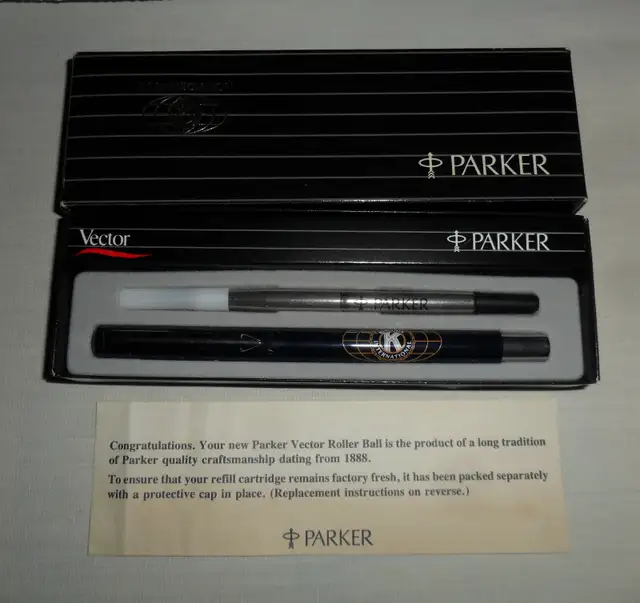 PARKER
Vector
PARKER
PARKER
K
INTERNATIONAL
Congratulations. Your new Parker Vector Roller Ball is the product of a long tradition
of Parker quality craftsmanship dating from 1888.
To ensure that your refill cartridge remains factory fresh, it has been packed separately
with a protective cap in place. (Replacement instructions on reverse.)
PARKER